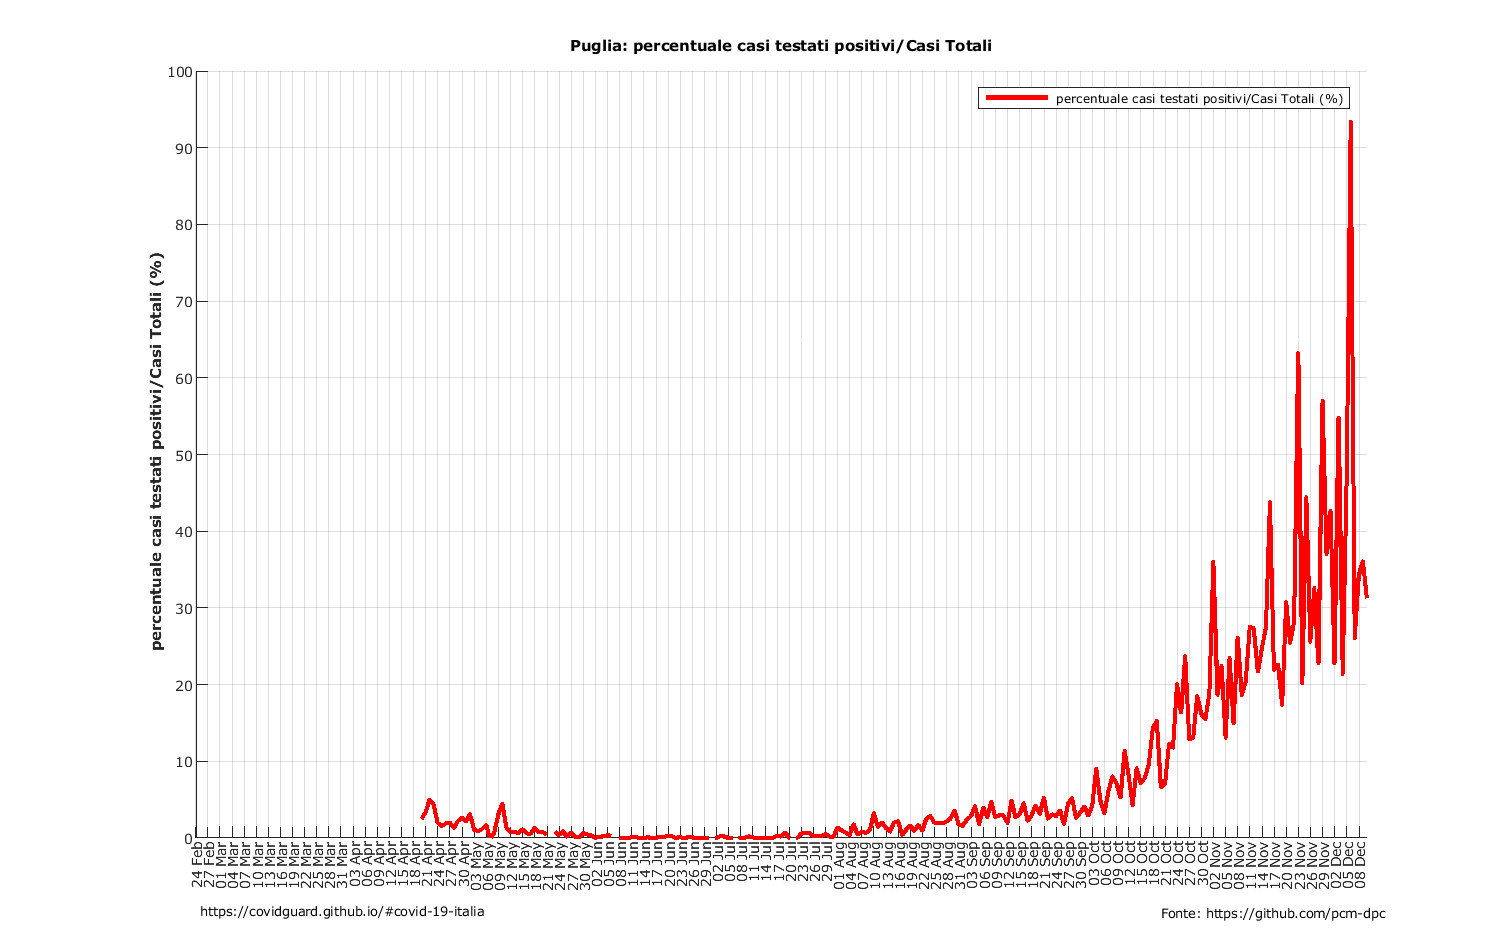 Puglia: percentuale casi testati positivi/Casi Totali
percentuale casi testati positivi/Casi Totali (%)
percentuale casi testati positivi/Casi Totali (%)
100
90
80
70
60
50
40
30
20
10
0
24 Feb
27 Feb
01 Mar
04 Mar
07 Mar
10 Mar
13 Mar
16 Mar
19 Mar
22 Mar
25 Mar
28 Mar
31 Mar
03 Apr
06 Apr
09 Apr
12 Apr
15 Apr
18 Apr
21 Apr
24 Apr
27 Apr
30 Apr
03 May
06 May
09 May
12 May
15 May
18 May
21 May
24 May
27 May
30 May
02 Jun
05 Jun
08 Jun
11 Jun
14 Jun
17 Jun
20 Jun
23 Jun
26 Jun
29 Jun
02 Jul
05 Jul
08 Jul
11 Jul
14 Jul
17 Jul
20 Jul
23 Jul
26 Jul
29 Jul
01 Aug
04 Aug
07 Aug
10 Aug
13 Aug
16 Aug
19 Aug
22 Aug
25 Aug
28 Aug
31 Aug
03 Sep
06 Sep
09 Sep
12 Sep
15 Sep
18 Sep
21 Sep
24 Sep
27 Sep
30 Sep
03 Oct
06 Oct
09 Oct
12 Oct
15 Oct
18 Oct
21 Oct
24 Oct
27 Oct
30 Oct
02 Nov
05 Nov
08 Nov
11 Nov
14 Nov
17 Nov
20 Nov
23 Nov
26 Nov
29 Nov
02 Dec
05 Dec
08 Dec
https://covidguard.github.io/#covid-19-italia
Fonte: https://github.com/pcm-dpc